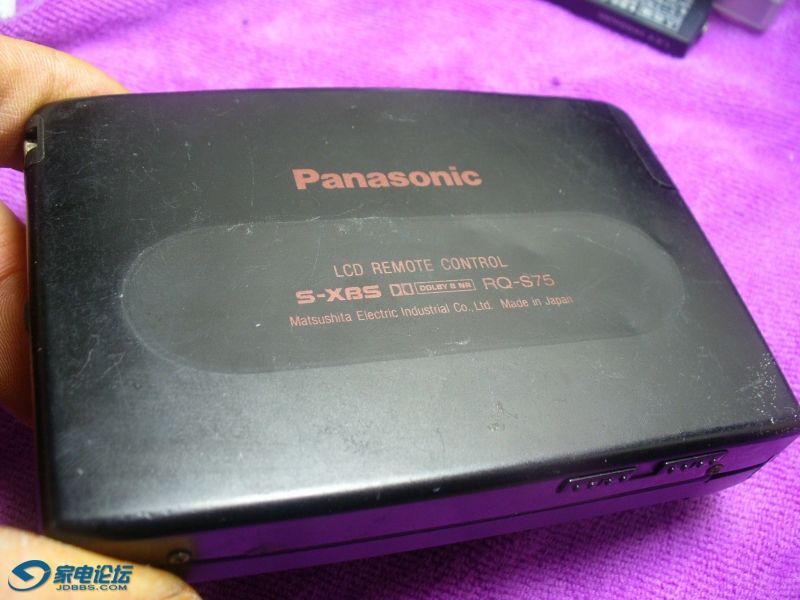 Panasonic
LCD REMOTE CONTROL
S-XBS DOLBY B NR RQ-S75
Matsushita Electric Industrial Co., Ltd. Made in Japan
家电论坛
JDBBS.COM